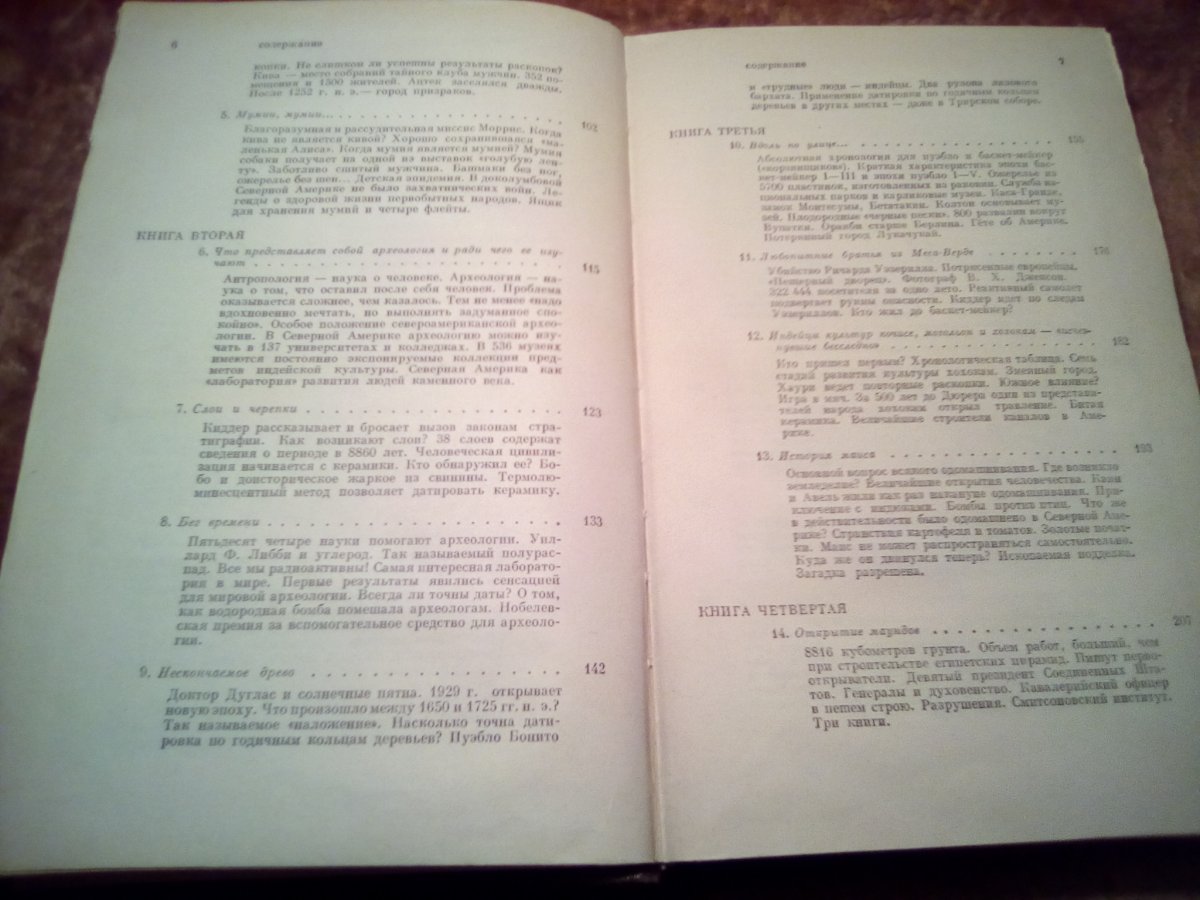 6 содержание
копки. Не слишком ли успешны результаты раскопок?
Кива — место собраний тайного клуба мужчин. 352 по-
мещения и 1500 жителей. Ацтек заселялся дважды.
После 1252 г. н. э.— город призраков.
5. Мумии, мумии... 102
Благоразумная и рассудительная миссис Моррис. Когда
кива не является кивой? Хорошо сохранившаяся «ма-
ленькая Алиса». Когда мумия является мумией? Мумия
собаки получает на одной из выставок «голубую лен-
ту». Заботливо сшитый мужчина. Башмаки без ног,
ожерелье без шеи... Детская эпидемия. В доколумбовой
Северной Америке не было захватнических войн. Ле-
генды о здоровой жизни первобытных народов. Ящик
для хранения мумий и четыре флейты.
КНИГА ВТОРАЯ
6. Что представляет собой археология и ради чего ее изу-
чают 115
Антропология — наука о человеке. Археология — на-
ука о том, что оставил после себя человек. Проблема
оказывается сложнее, чем казалось. Тем не менее «надо
вдохновенно мечтать, но выполнять задуманное спо-
койно». Особое положение североамериканской архео-
логии. В Северной Америке археологию можно изу-
чать в 137 университетах и колледжах. В 536 музеях
имеются постоянно экспонируемые коллекции пред-
метов индейской культуры. Северная Америка как
«лаборатория» развития людей каменного века.
7. Слои и черепки 123
Киддер рассказывает и бросает вызов законам стра-
тиграфии. Как возникают слои? 38 слоев содержат
сведения о периоде в 8860 лет. Человеческая цивили-
зация начинается с керамики. Кто обнаружил ее? Бо-
бо и доисторическое жаркое из свинины. Термолю-
минесцентный метод позволяет датировать керамику.
8. Бег времени 133
Пятьдесят четыре науки помогают археологии. Уил-
лард Ф. Либби и углерод. Так называемый полурас-
пад. Все мы радиоактивны! Самая интересная лаборато-
рия в мире. Первые результаты явились сенсацией
для мировой археологии. Всегда ли точны даты? О том,
как водородная бомба помешала археологам. Нобелев-
ская премия за вспомогательное средство для археоло-
гии.
9. Нескончаемое древо 142
Доктор Дуглас и солнечные пятна. 1929 г. открывает
новую эпоху. Что произошло между 1650 и 1725 гг. н. э.?
Так называемое «наложение». Насколько точна дати-
ровка по годичным кольцам деревьев? Пуэбло Бонито
содержание 7
и «трудные» люди — индейцы. Два рулона лилового
бархата. Применение датировки по годичным кольцам
деревьев в других местах — даже в Трирском соборе.
КНИГА ТРЕТЬЯ
10. Вдоль по улице... 155
Абсолютная хронология для пуэбло и баскет-мейкер
(«корзинщиков»). Краткая характеристика эпохи бас-
кет-мейкер I—III и эпохи пуэбло I—V. Ожерелье из
5700 пластинок, изготовленных из раковин. Служба на-
циональных парков и карликовые музеи. Каса-Гранде,
замок Монтесумы, Бетатакин. Колтон основывает му-
зей. Плодородные «черные пески». 800 развалин вокруг
Вупатки. Орайби старше Берлина. Гёте об Америке.
Потерянный город Лукачукай.
11. Любопытные братья из Меса-Верде 176
Убийство Ричарда Уэзерилла. Потрясенные европейцы.
«Пещерный дворец». Фотограф В. Х. Джексон.
322 444 посетителя за одно лето. Реактивный самолет
подвергает руины опасности. Киддер идет по следам
Уэзериллов. Кто жил до баскет-мейкер?
12. Индейцы культур кочисе, могольон и хохокам — исчез-
нувшие бесследно 182
Кто пришел первым? Хронологическая таблица. Семь
стадий развития культуры хохокам. Змеиный город.
Хаури ведет повторные раскопки. Южное влияние?
Игра в мяч. За 500 лет до Дюрера один из представи-
телей народа хохокам открыл травление. Битая
керамика. Величайшие строители каналов в Аме-
рике.
13. История маиса 193
Основной вопрос всякого одомашнивания. Где возникло
земледелие? Величайшие открытия человечества. Каин
и Авель жили как раз накануне одомашнивания. При-
ключение с индюками. Бомбы против птиц. Что же
в действительности было одомашнено в Северной Аме-
рике? Странствия картофеля и томатов. Золотые почат-
ки. Маис не может распространяться самостоятельно.
Куда же он двинулся теперь? Ископаемая подделка.
Загадка разрешена.
КНИГА ЧЕТВЕРТАЯ
14. Открытие маундов 207
8816 кубометров грунта. Объем работ, больший, чем
при строительстве египетских пирамид. Пишут перво-
открыватели. Девятый президент Соединенных Шта-
тов. Генералы и духовенство. Кавалерийский офицер
в пешем строю. Разрушения. Смитсоновский институт.
Три книги.